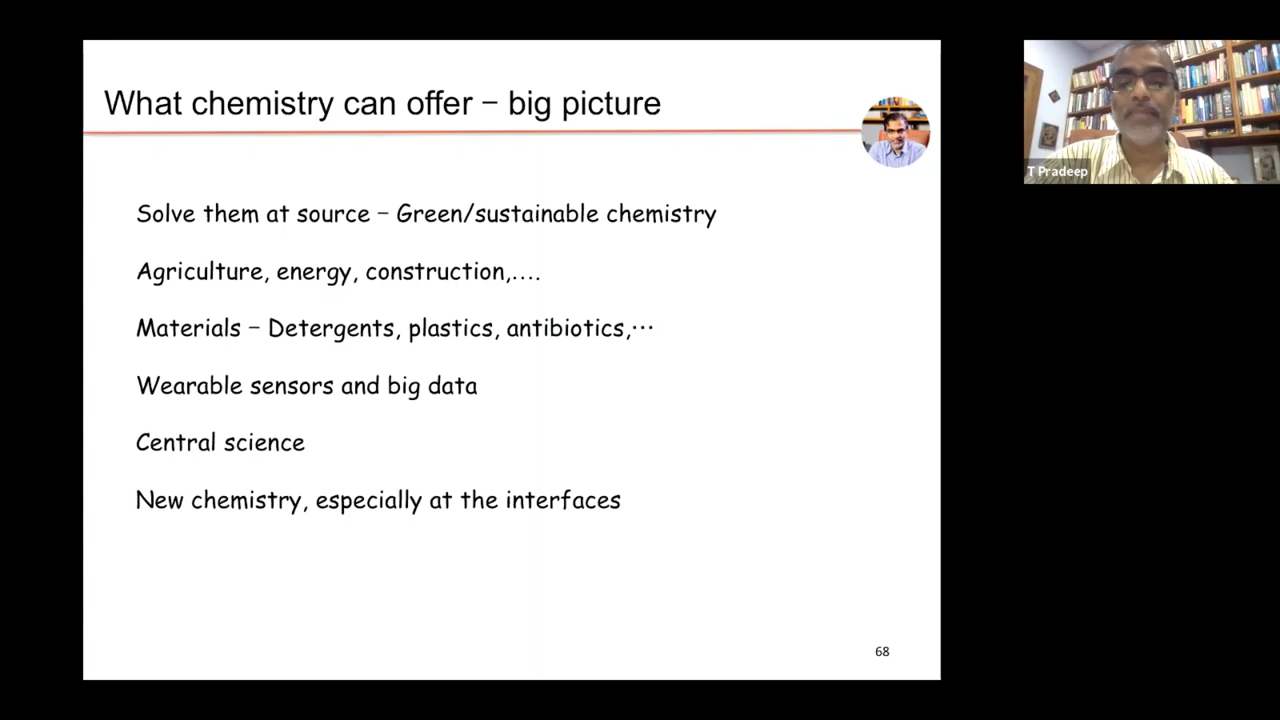 What chemistry can offer – big picture
Solve them at source – Green/sustainable chemistry
Agriculture, energy, construction,....
Materials – Detergents, plastics, antibiotics,...
Wearable sensors and big data
Central science
New chemistry, especially at the interfaces
68
T Pradeep